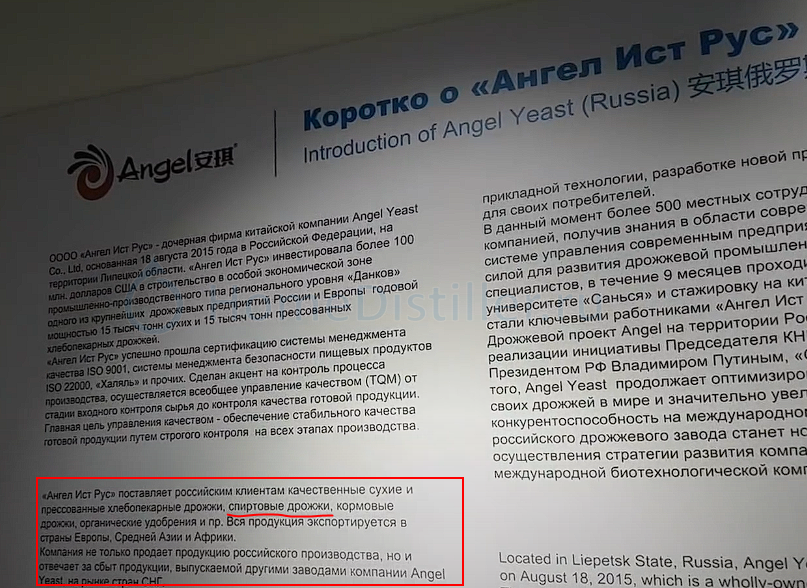 Коротко о «Ангел Ист Рус»
Introduction of Angel Yeast (Russia) 安琪俄罗斯
Angel安琪
ОООО «Ангел Ист Рус» - дочерная фирма китайской компании Angel Yeast
Co., Ltd, основанная 18 августа 2015 года в Российской Федерации, на
территории Липецкой области. «Ангел Ист Рус» инвестировала более 100
млн. долларов США в строительство в особой экономической зоне
промышленно-производственного типа регионального уровня «Данков»
одного из крупнейших дрожжевых предприятий России и Европы годовой
мощностью 15 тысяч тонн сухих и 15 тысяч тонн прессованных
хлебопекарных дрожжей.
«Ангел Ист Рус» успешно прошла сертификацию системы менеджмента
качества ISO 9001, системы менеджмента безопасности пищевых продуктов
ISO 22000, «Халяль» и прочих. Сделан акцент на контроль процесса
производства, осуществляется всеобщее управление качеством (TQM) от
стадии входного контроля сырья до контроля качества готовой продукции.
Главная цель управления качеством - обеспечение стабильного качества
готовой продукции путем строгого контроля на всех этапах производства.
«Ангел Ист Рус» поставляет российским клиентам качественные сухие и
прессованные хлебопекарные дрожжи, спиртовые дрожжи, кормовые
дрожжи, органические удобрения и пр. Вся продукция экспортируется в
страны Европы, Средней Азии и Африки.
Компания не только продает продукцию российского производства, но и
отвечает за сбыт продукции, выпускаемой другими заводами компании Angel
Yeast, на рынке стран СНГ.
прикладной технологии, разработке новой
для своих потребителей.
В данный момент более 500 местных
компанией, получив знания в области
системе управления современным
силой для развития дрожжевой
специалистов, в течение 9 месяцев
университете «Санься» и стажировку на
стали ключевыми работниками «Ангел Ист
Дрожжевой проект Angel на территории
реализации инициативы Председателя
Президентом РФ Владимиром Путиным,
того, Angel Yeast продолжает
своих дрожжей в мире и значительно
конкурентоспособность на
российского дрожжевого завода станет
осуществления стратегии развития
международной биотехнологической
Located in Liepetsk State, Russia, Angel
on August 18, 2015, which is a